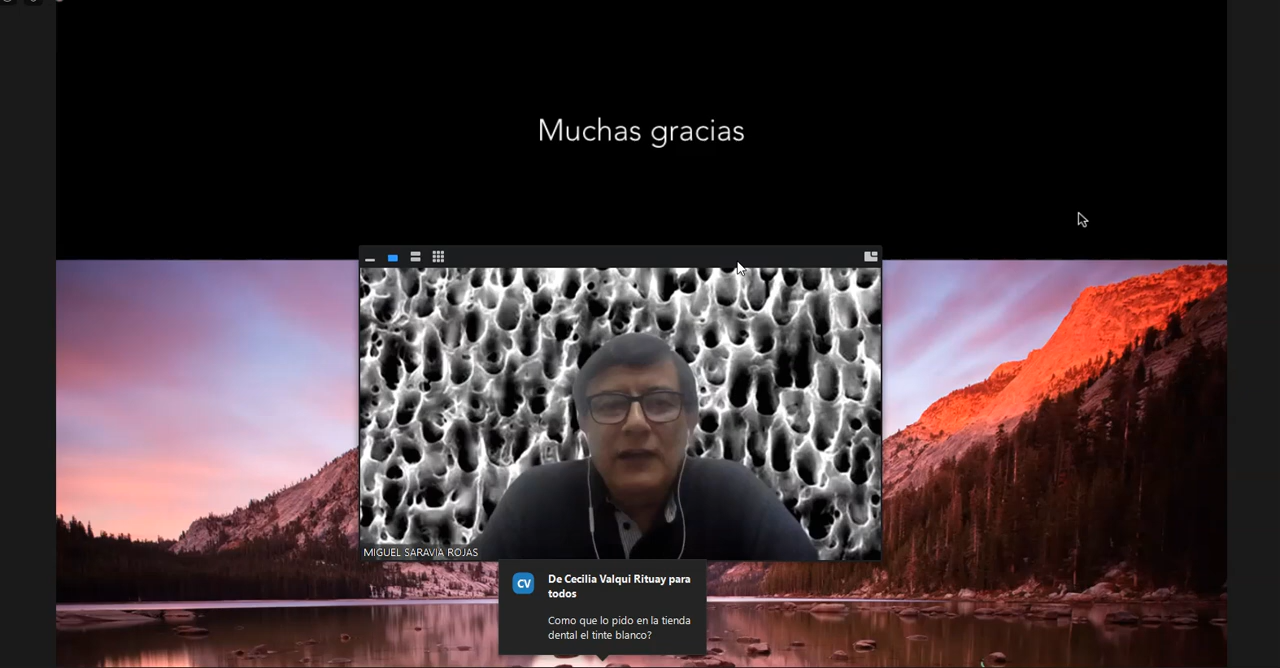 Muchas gracias
MIGUEL SARAVIA ROJAS
CV
De Cecilia Valqui Rituay para
todos
Como que lo pido en la tienda
dental el tinte blanco?